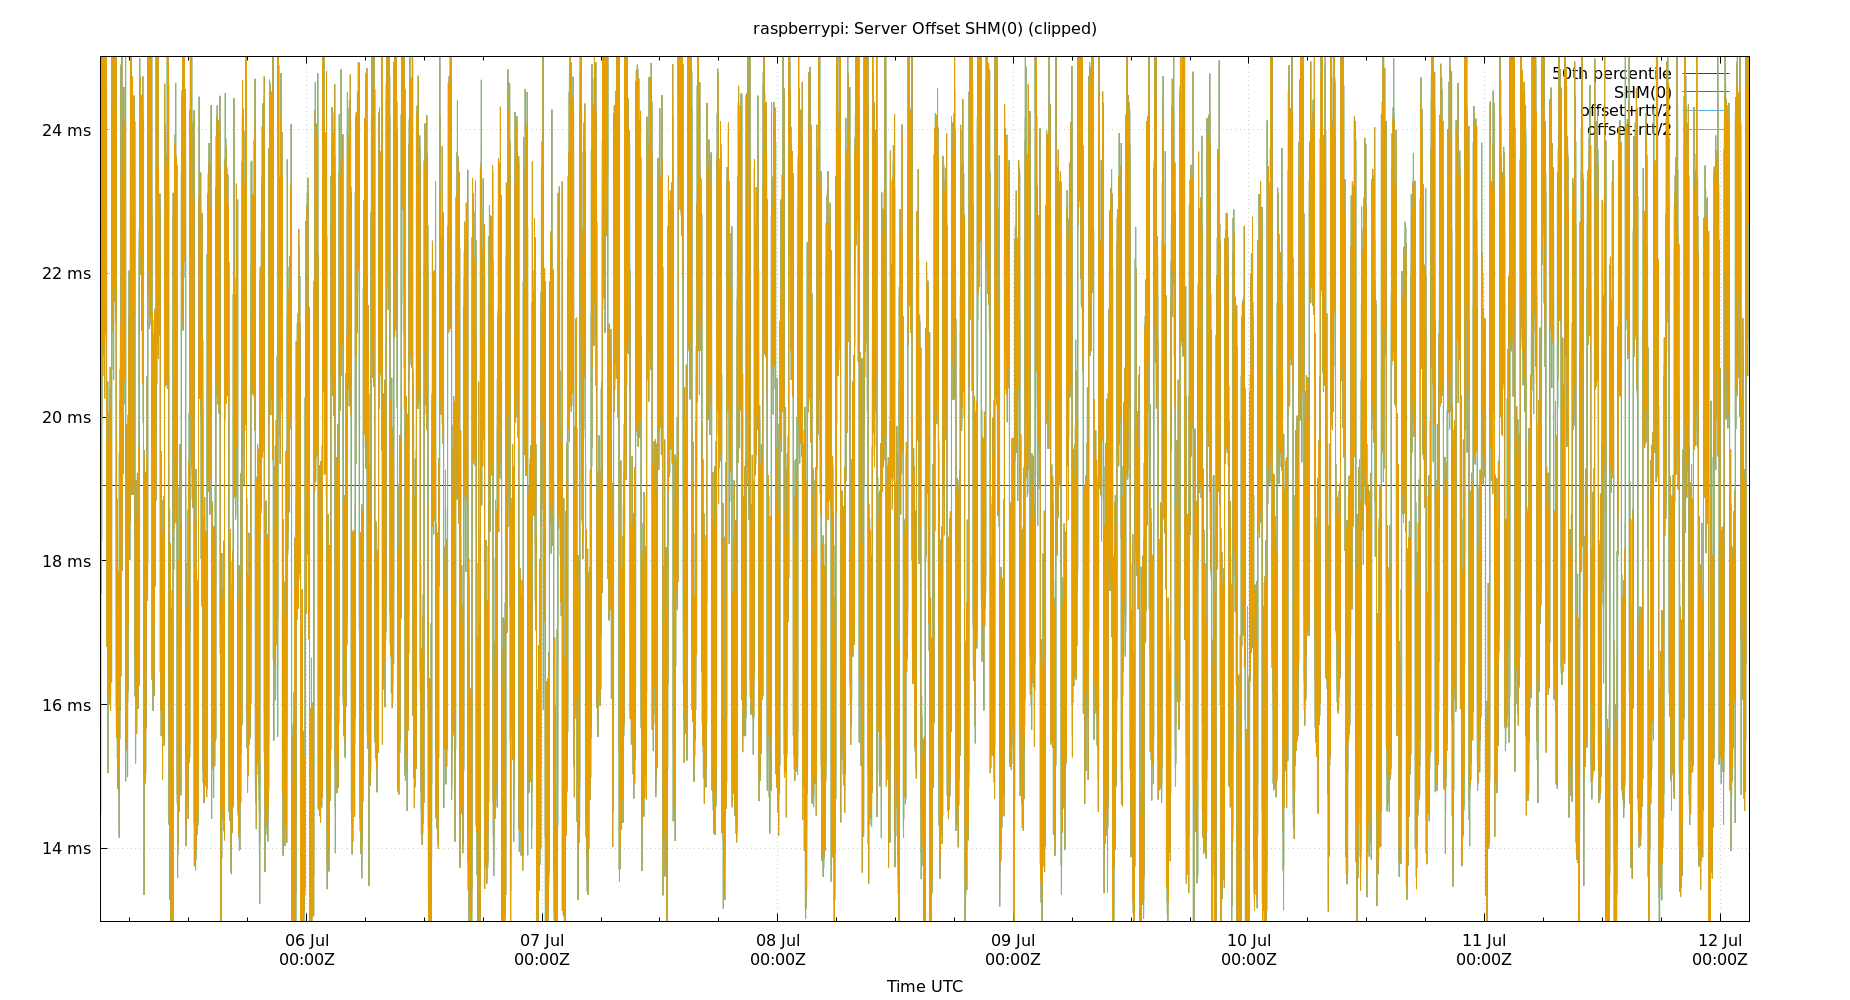 raspberrypi: Server Offset SHM(0) (clipped)
50th percentile
SHM(0)
offset+rtt/2
offset-rtt/2
24 ms
22 ms
20 ms
18 ms
16 ms
14 ms
06 Jul 07 Jul 08 Jul 09 Jul 10 Jul 11 Jul 12 Jul
00:00Z 00:00Z 00:00Z 00:00Z 00:00Z 00:00Z 00:00Z
Time UTC